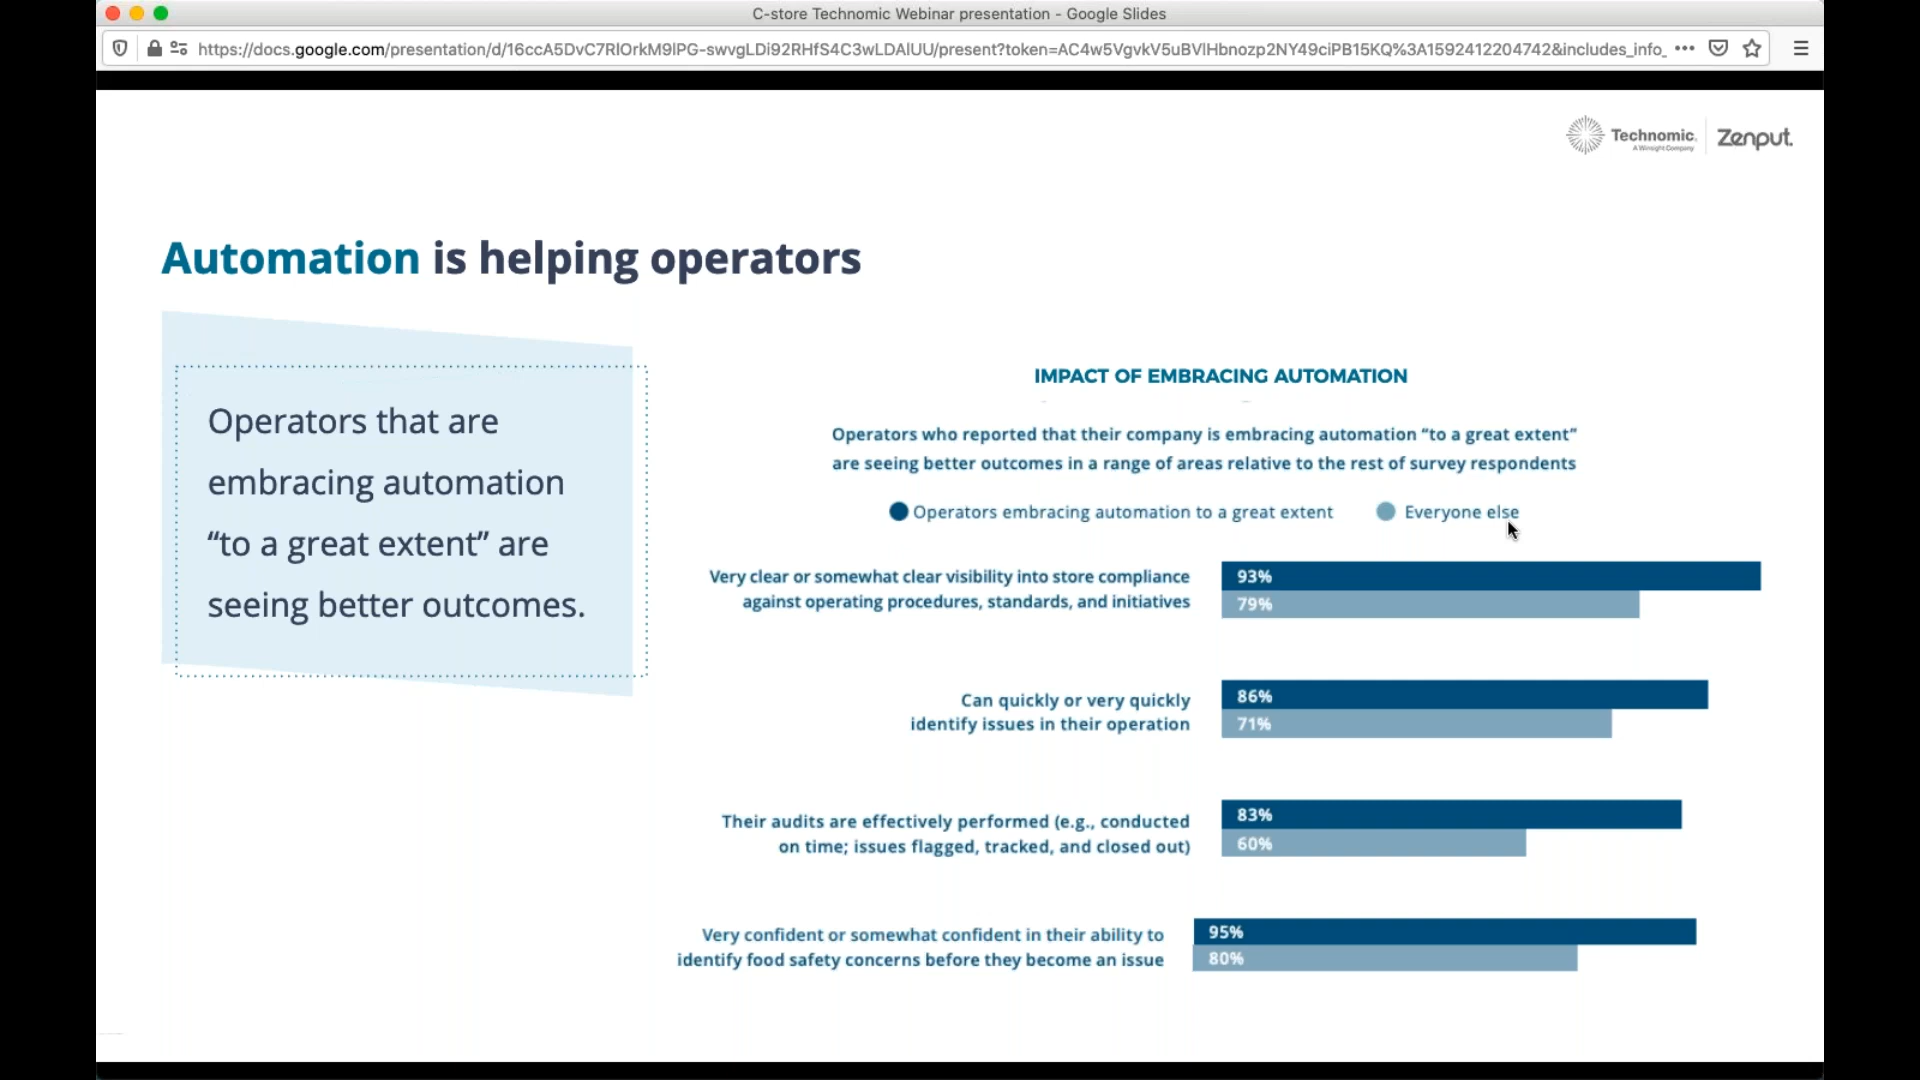 C-store Technomic Webinar presentation - Google Slides
https://docs.google.com/presentation/d/16ccA5DvC7RlOrkM9lPG-swvgLDi92RHfS4C3wLDAlUU/present?token=AC4w5VgvkV5uBVlHbnozp2NY49ciPB15KQ%3A1592412204742&includes_info_
Technomic.
A Winsight Company
Zenput.
Automation is helping operators
Operators that are
embracing automation
“to a great extent” are
seeing better outcomes.
IMPACT OF EMBRACING AUTOMATION
Operators who reported that their company is embracing automation “to a great extent”
are seeing better outcomes in a range of areas relative to the rest of survey respondents
Operators embracing automation to a great extent
Everyone else
Very clear or somewhat clear visibility into store compliance
against operating procedures, standards, and initiatives
93%
79%
Can quickly or very quickly
identify issues in their operation
86%
71%
Their audits are effectively performed (e.g., conducted
on time; issues flagged, tracked, and closed out)
83%
60%
Very confident or somewhat confident in their ability to
identify food safety concerns before they become an issue
95%
80%